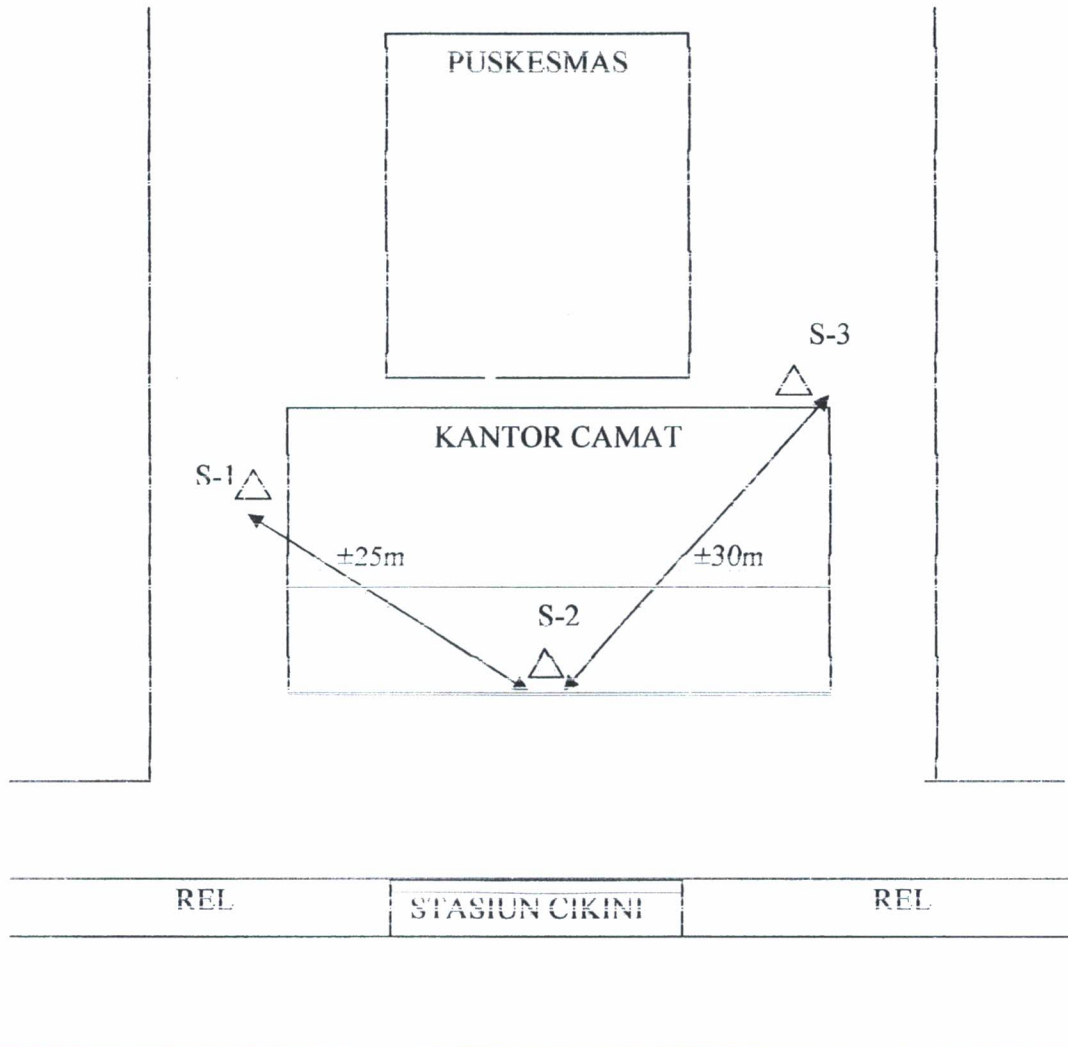 PUSKESMAS
S-3
KANTOR CAMAT
S-1
±25m
±30m
S-2
REL
STASIUN CIKINI
REL